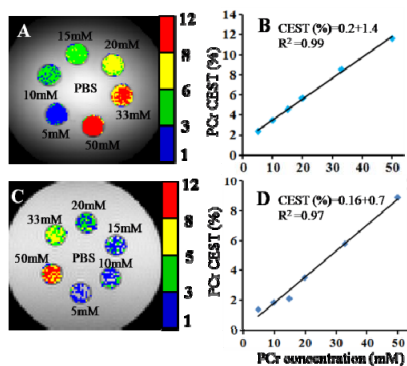 A
15mM
20mM
10mM
PBS
33mM
5mM
50mM
12
8
6
3
1
B
CEST (%)=0.2+1.4
R²=0.99
PCr CEST (%)
14
12
10
8
6
4
2
0
0 10 20 30 40 50
C
20mM
33mM
15mM
50mM
PBS
10mM
5mM
12
8
5
3
1
D
CEST (%)=0.16+0.7
R²=0.97
PCr CEST (%)
10
8
6
4
2
0
0 10 20 30 40 50
PCr concentration (mM)